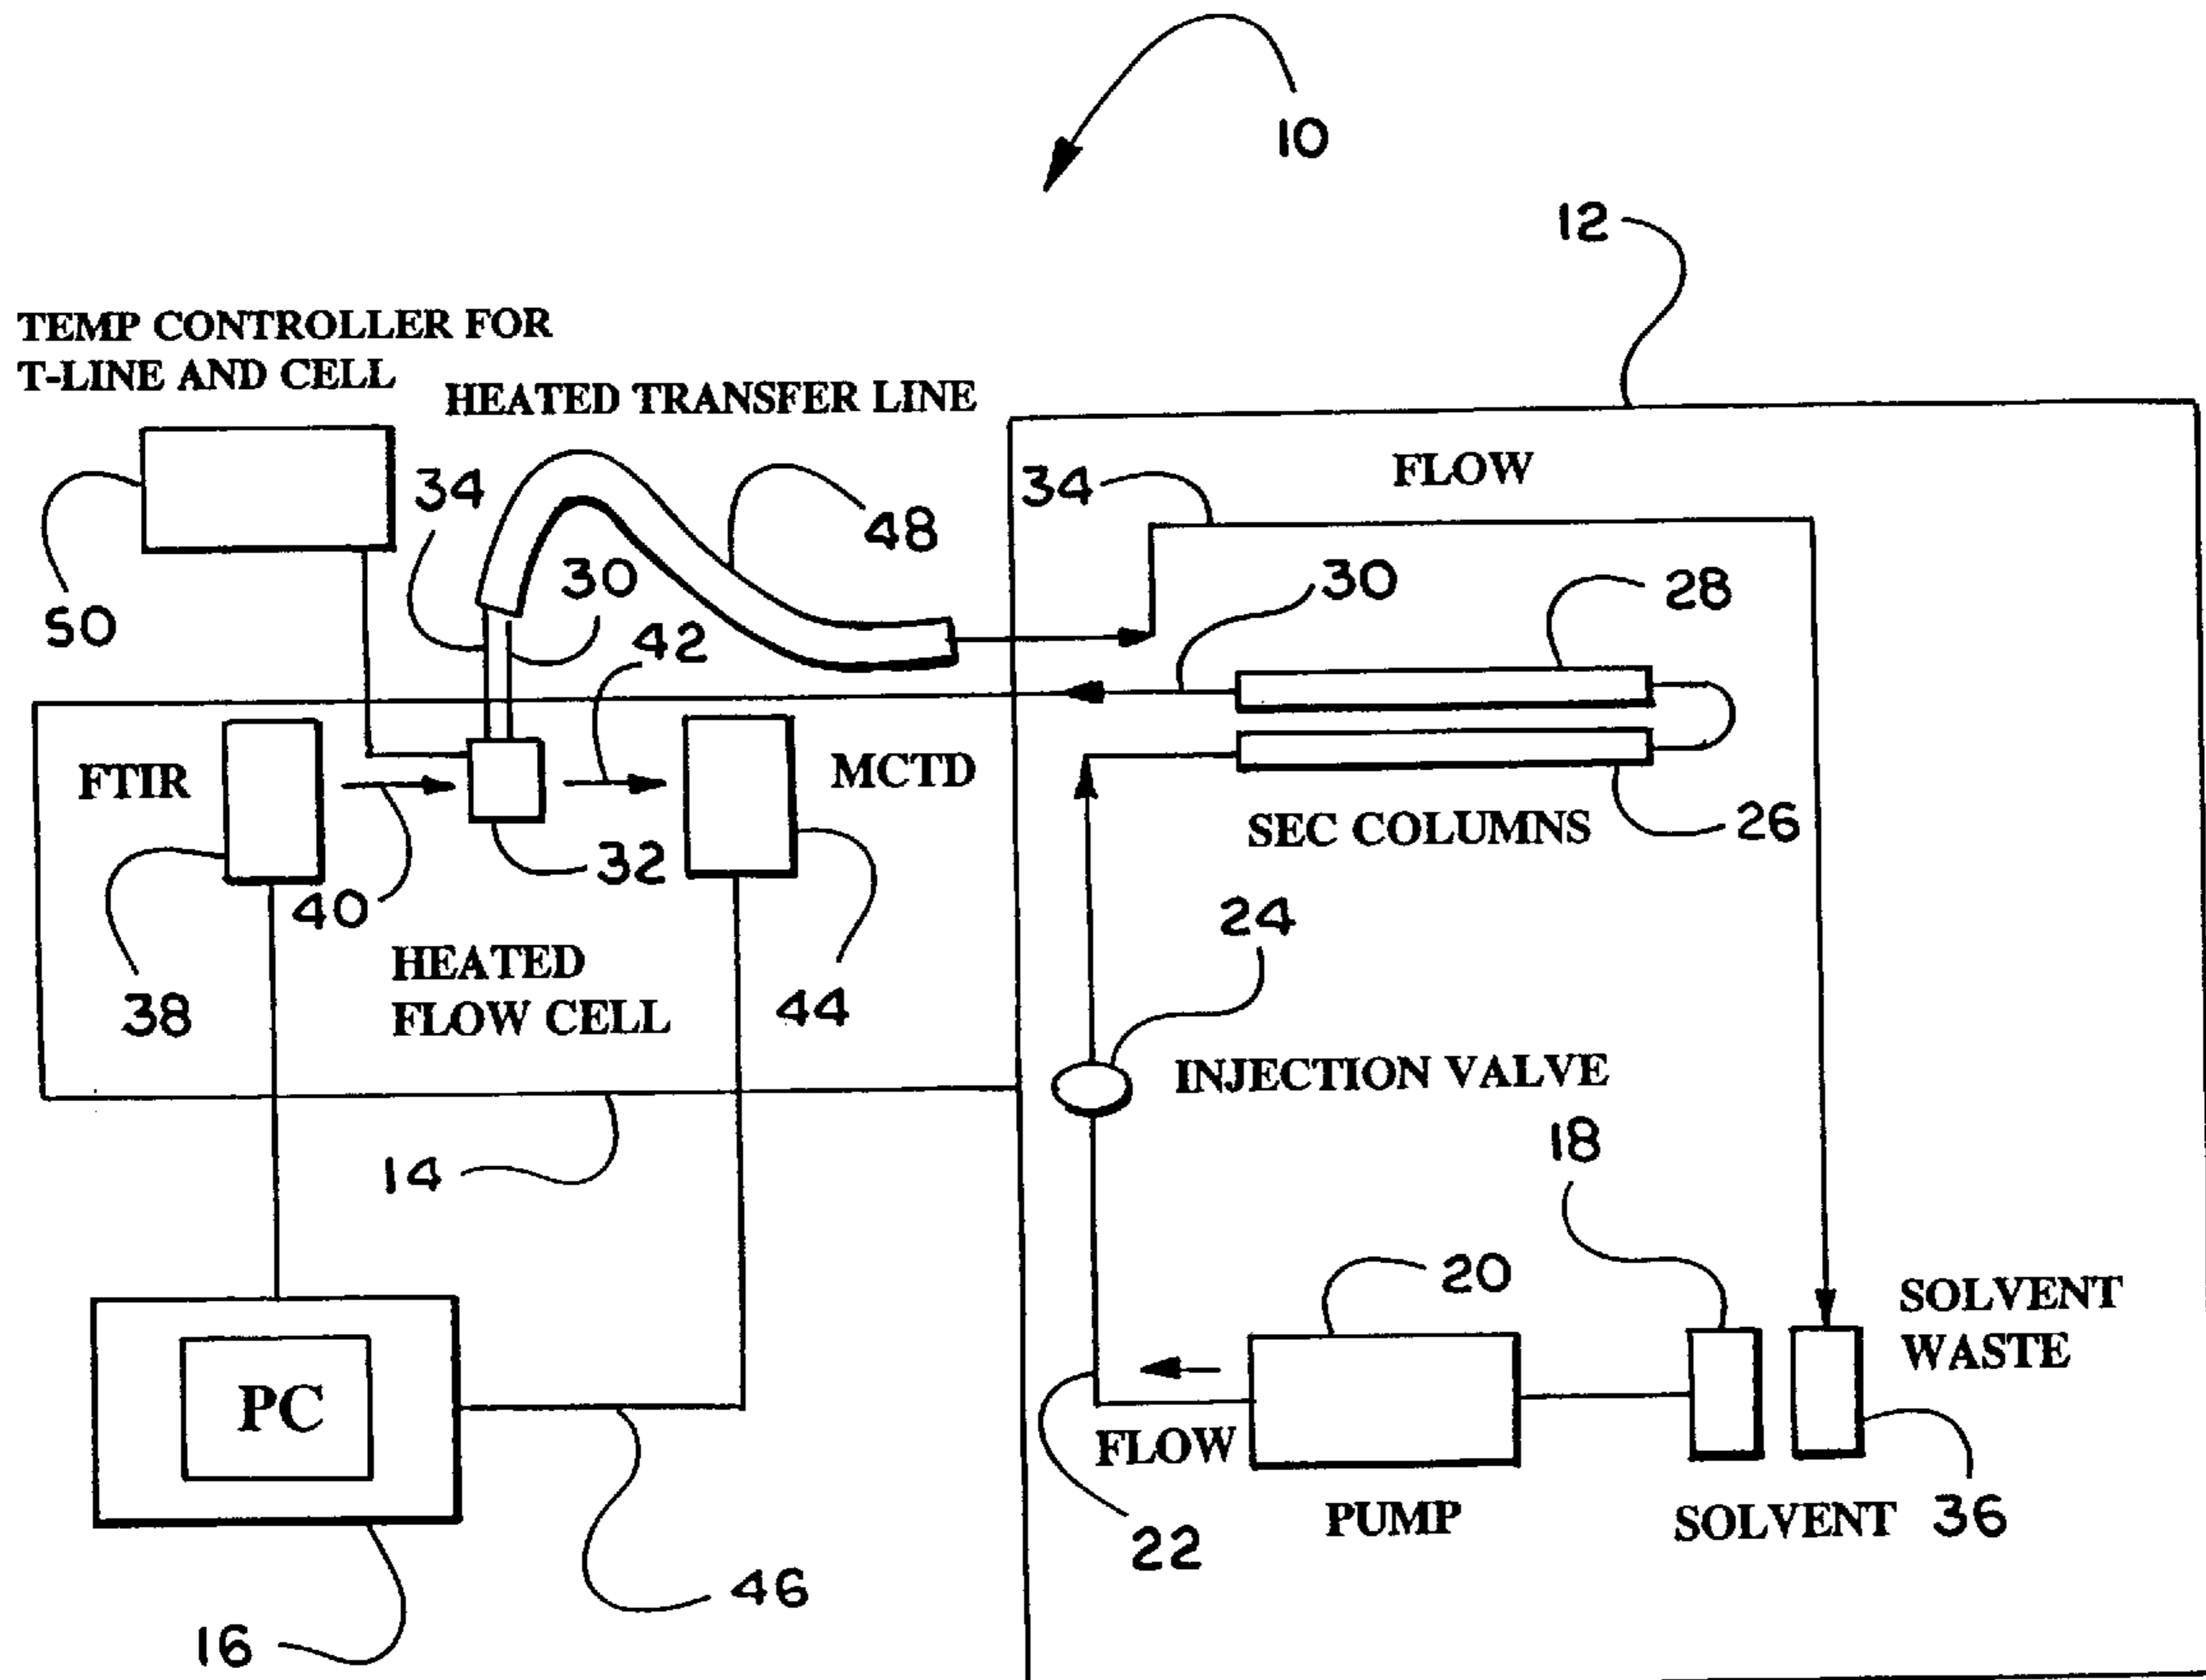 10
12
TEMP CONTROLLER FOR
T-LINE AND CELL
HEATED TRANSFER LINE
FLOW
34
34
48
30
30
28
50
42
FTIR
MCTD
SEC COLUMNS
26
32
40
24
HEATED
FLOW CELL
38
44
INJECTION VALVE
18
14
20
SOLVENT
WASTE
PC
FLOW
PUMP
SOLVENT
36
22
46
16